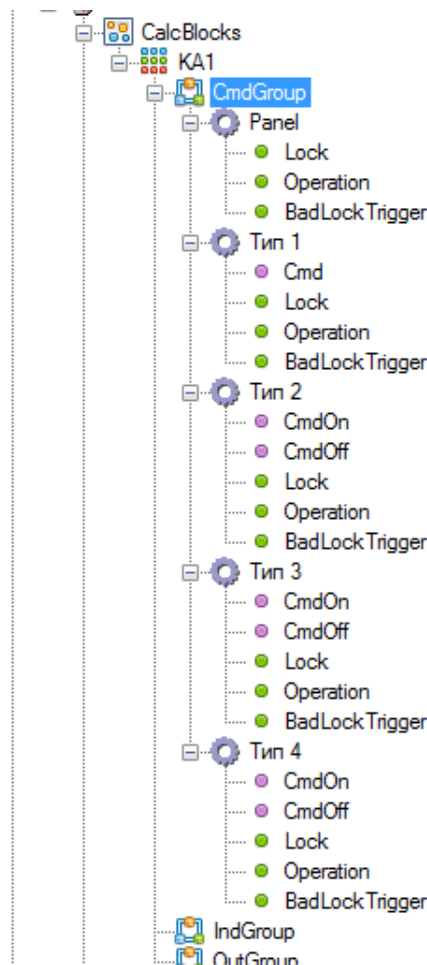 CalcBlocks
KA1
CmdGroup
Panel
Lock
Operation
BadLockTrigger
Тип 1
Cmd
Lock
Operation
BadLockTrigger
Тип 2
CmdOn
CmdOff
Lock
Operation
BadLockTrigger
Тип 3
CmdOn
CmdOff
Lock
Operation
BadLockTrigger
Тип 4
CmdOn
CmdOff
Lock
Operation
BadLockTrigger
IndGroup
OutGroup